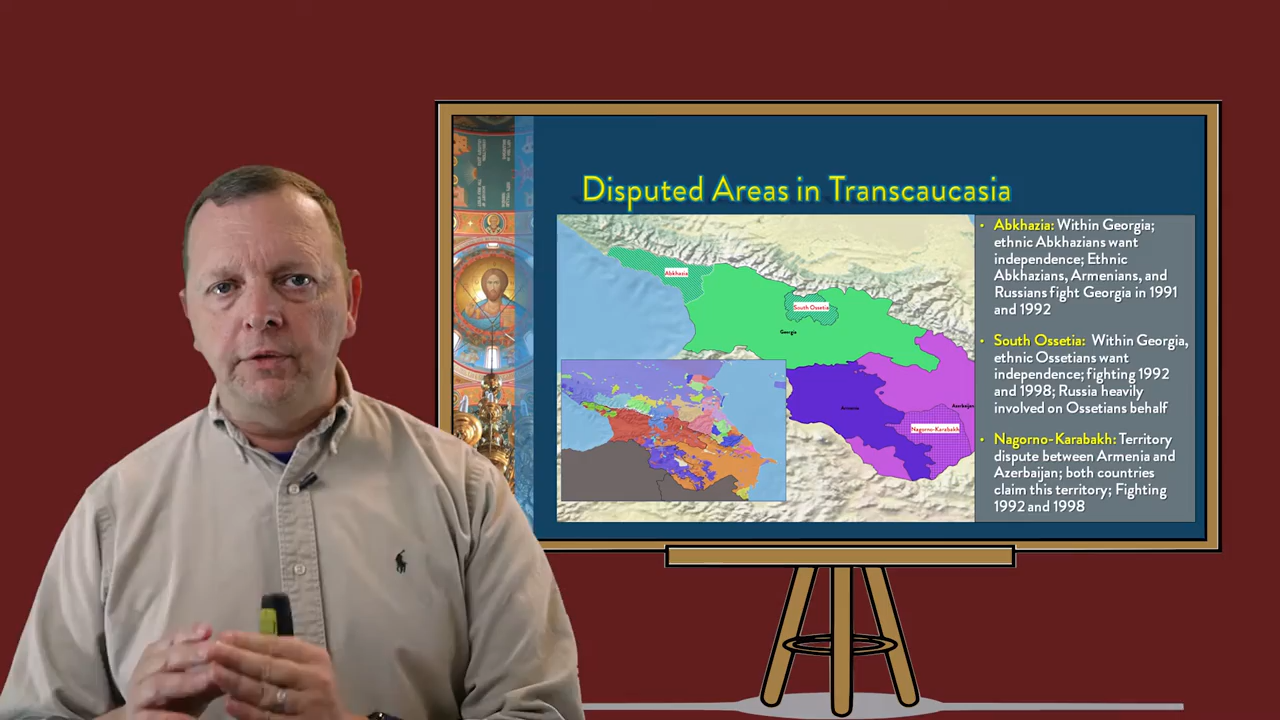 Disputed Areas in Transcaucasia
Abkhazia
South Ossetia
Georgia
Armenia
Azerbaijan
Nagorno-Karabakh
• Abkhazia: Within Georgia;
ethnic Abkhazians want
independence; Ethnic
Abkhazians, Armenians, and
Russians fight Georgia in 1991
and 1992
• South Ossetia: Within Georgia,
ethnic Ossetians want
independence; fighting 1992
and 1998; Russia heavily
involved on Ossetians behalf
• Nagorno-Karabakh: Territory
dispute between Armenia and
Azerbaijan; both countries
claim this territory; Fighting
1992 and 1998